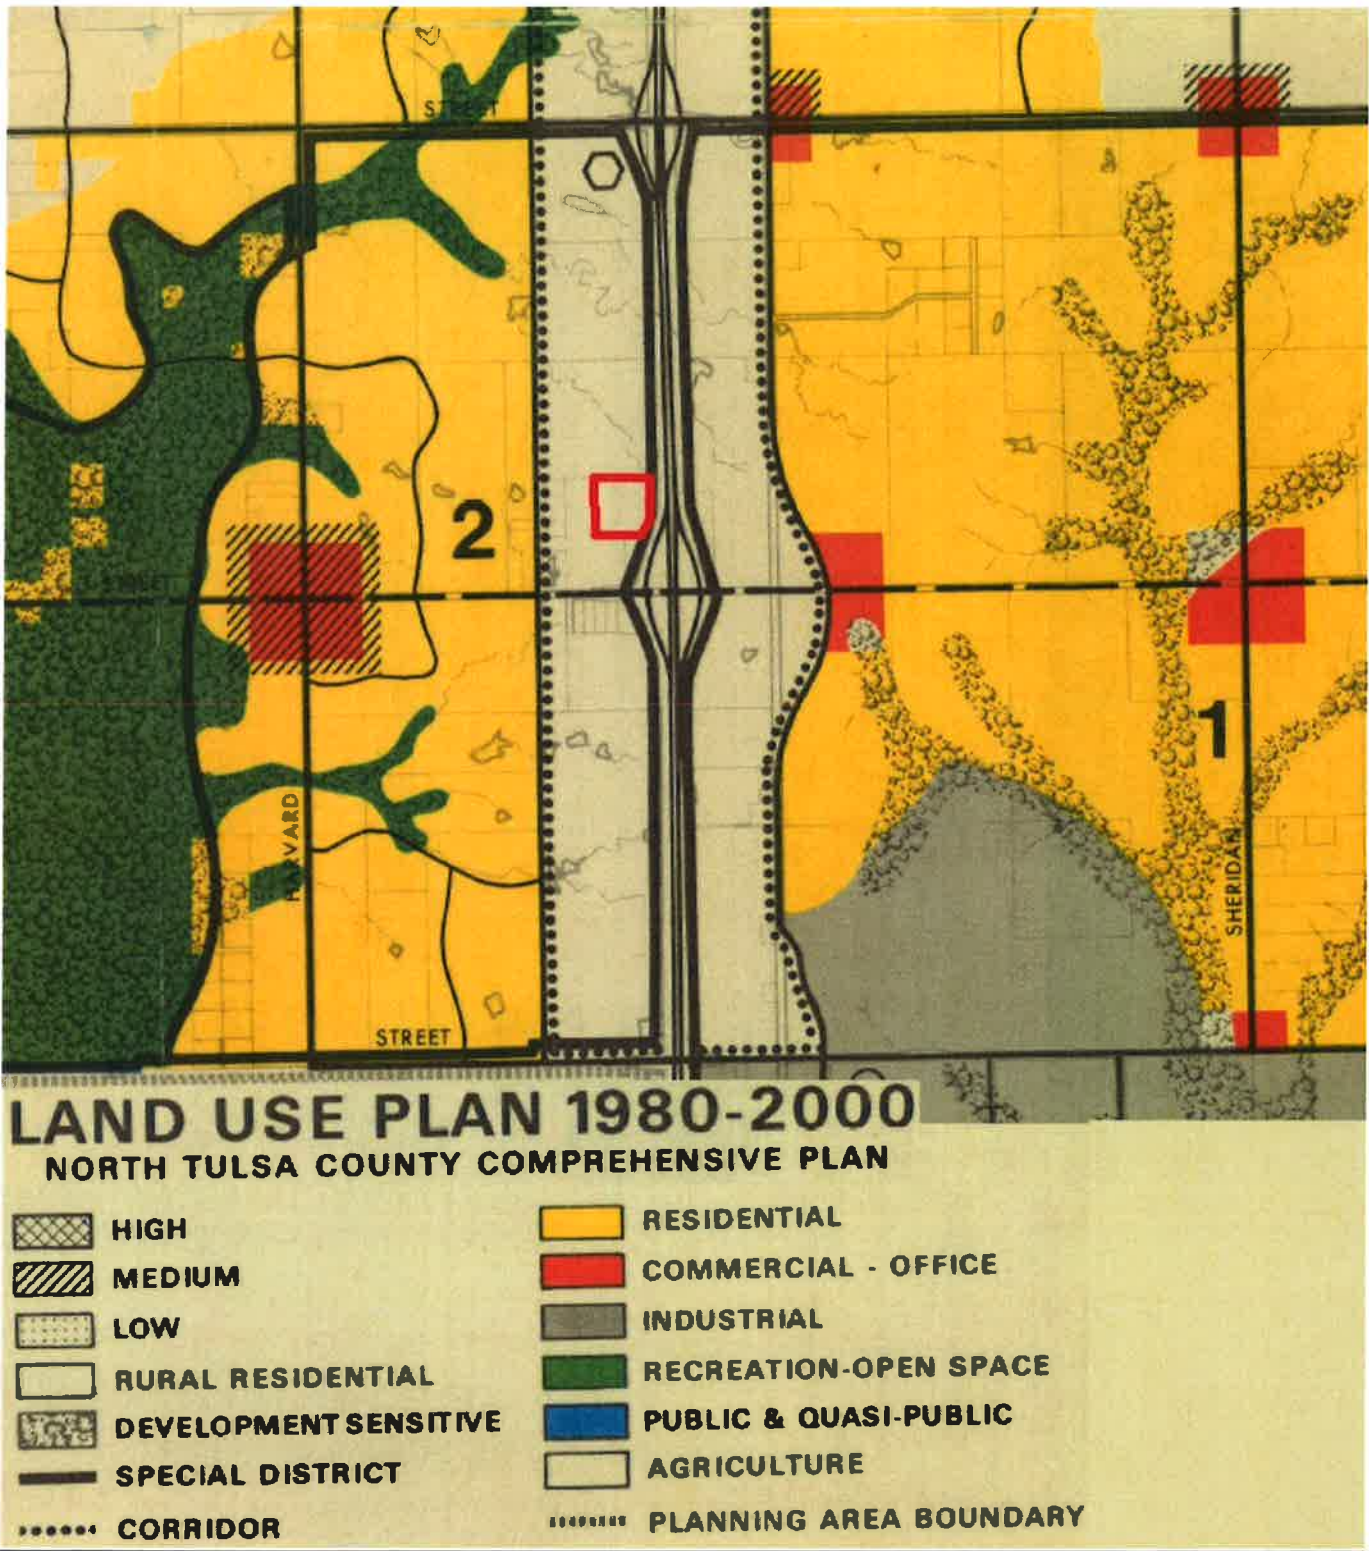 STREET
2
STREET
1
HARVARD
SHERIDAN
STREET
LAND USE PLAN 1980-2000
NORTH TULSA COUNTY COMPREHENSIVE PLAN
HIGH
MEDIUM
LOW
RURAL RESIDENTIAL
DEVELOPMENT SENSITIVE
SPECIAL DISTRICT
CORRIDOR
RESIDENTIAL
COMMERCIAL - OFFICE
INDUSTRIAL
RECREATION-OPEN SPACE
PUBLIC & QUASI-PUBLIC
AGRICULTURE
PLANNING AREA BOUNDARY